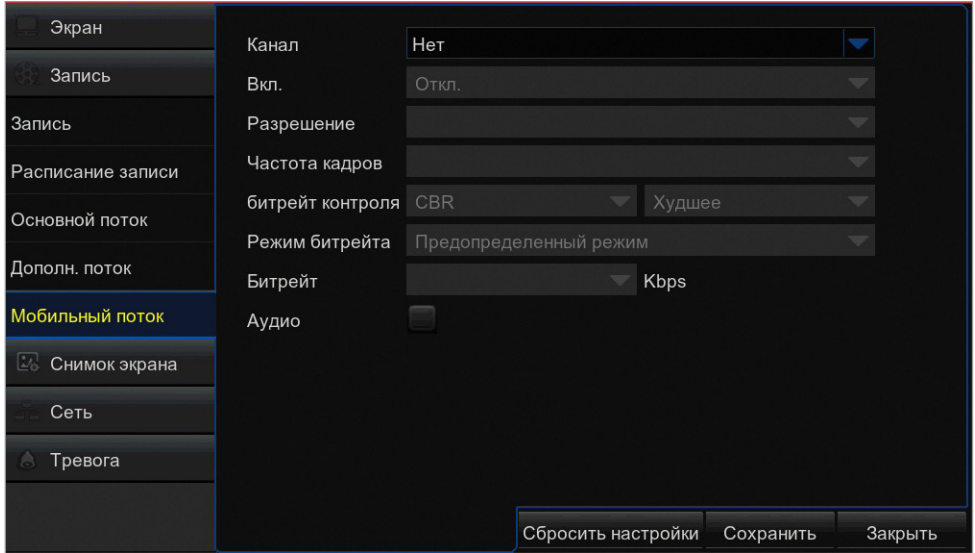 Экран
Запись
Запись
Расписание записи
Основной поток
Дополн. поток
Мобильный поток
Снимок экрана
Сеть
Тревога
Канал Нет
Вкл. Откл.
Разрешение
Частота кадров
битрейт контроля CBR Худшее
Режим битрейта Предопределенный режим
Битрейт Kbps
Аудио
Сбросить настройки Сохранить Закрыть